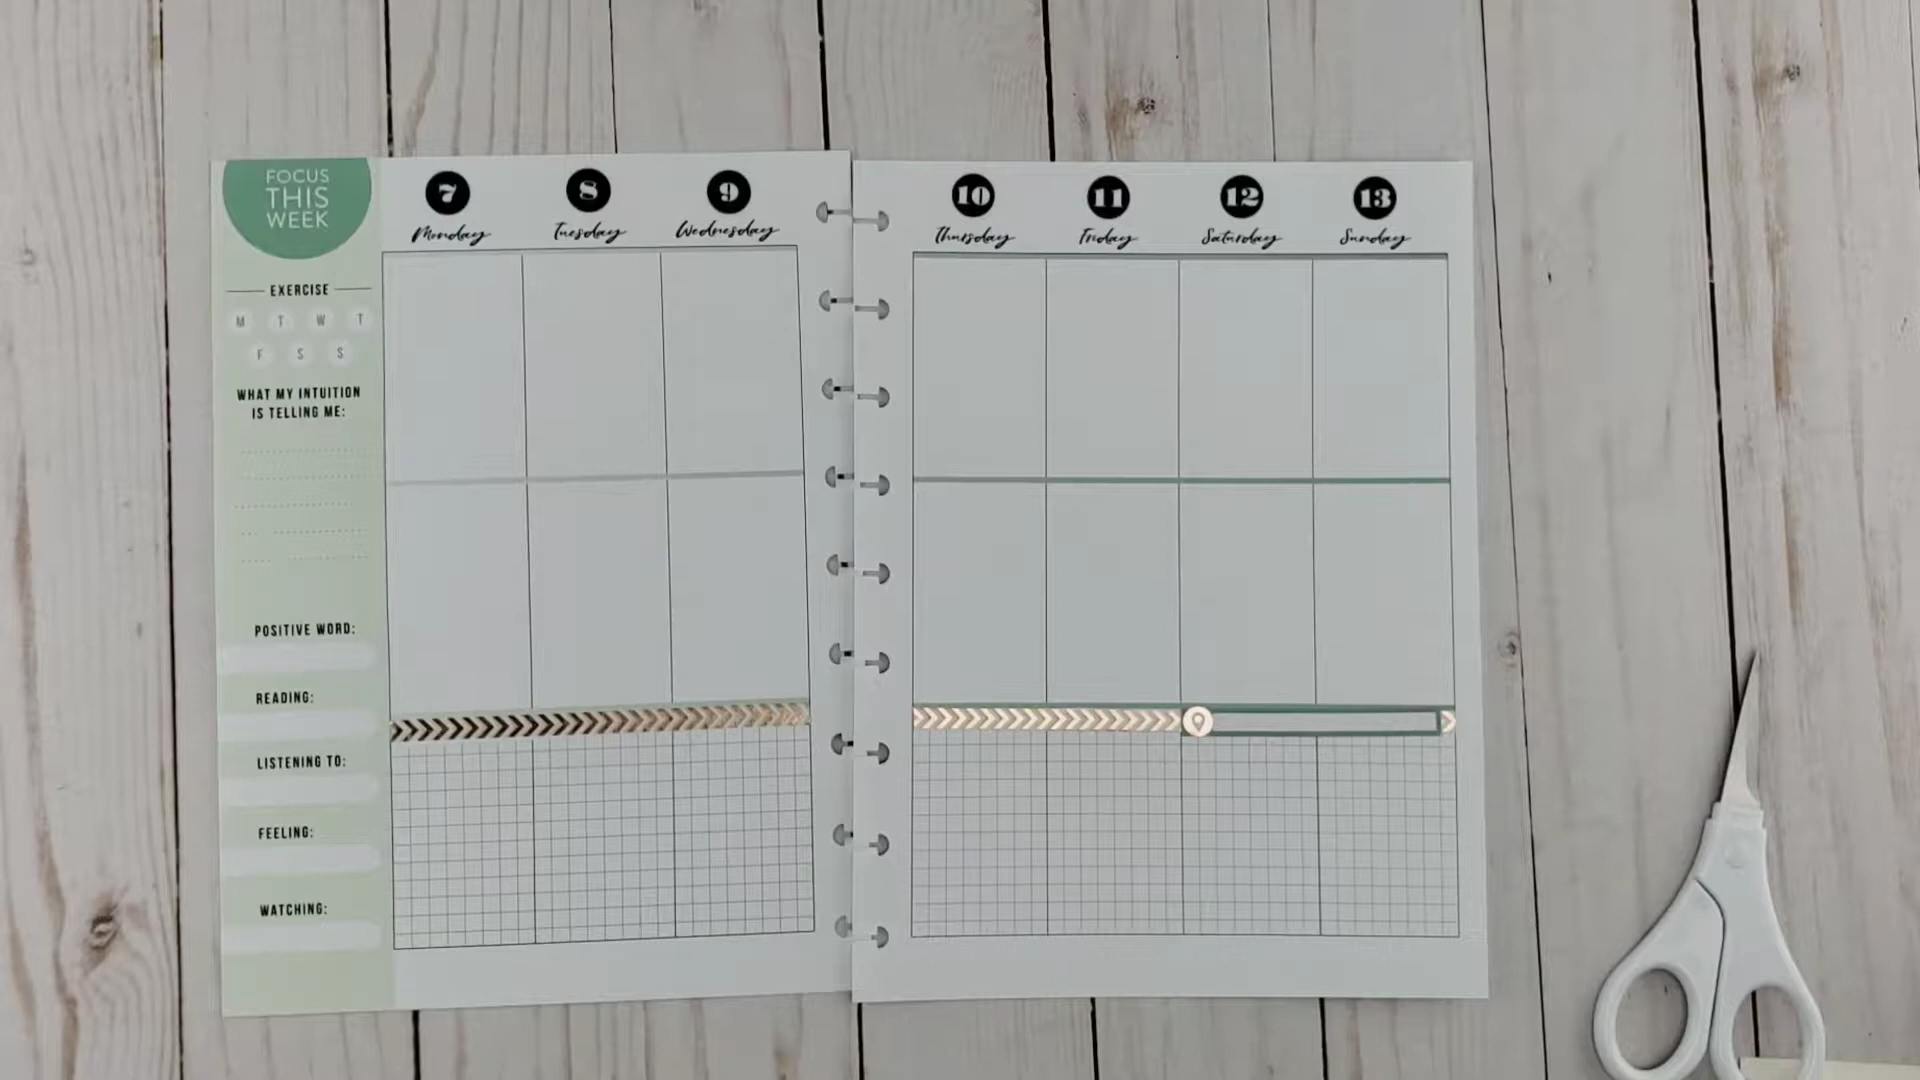 FOCUS
THIS
WEEK
EXERCISE
M T W T
F S S
WHAT MY INTUITION
IS TELLING ME:
POSITIVE WORD:
READING:
LISTENING TO:
FEELING:
WATCHING:
7 8 9
Monday Tuesday Wednesday
10 11 12 13
Thursday Friday Saturday Sunday